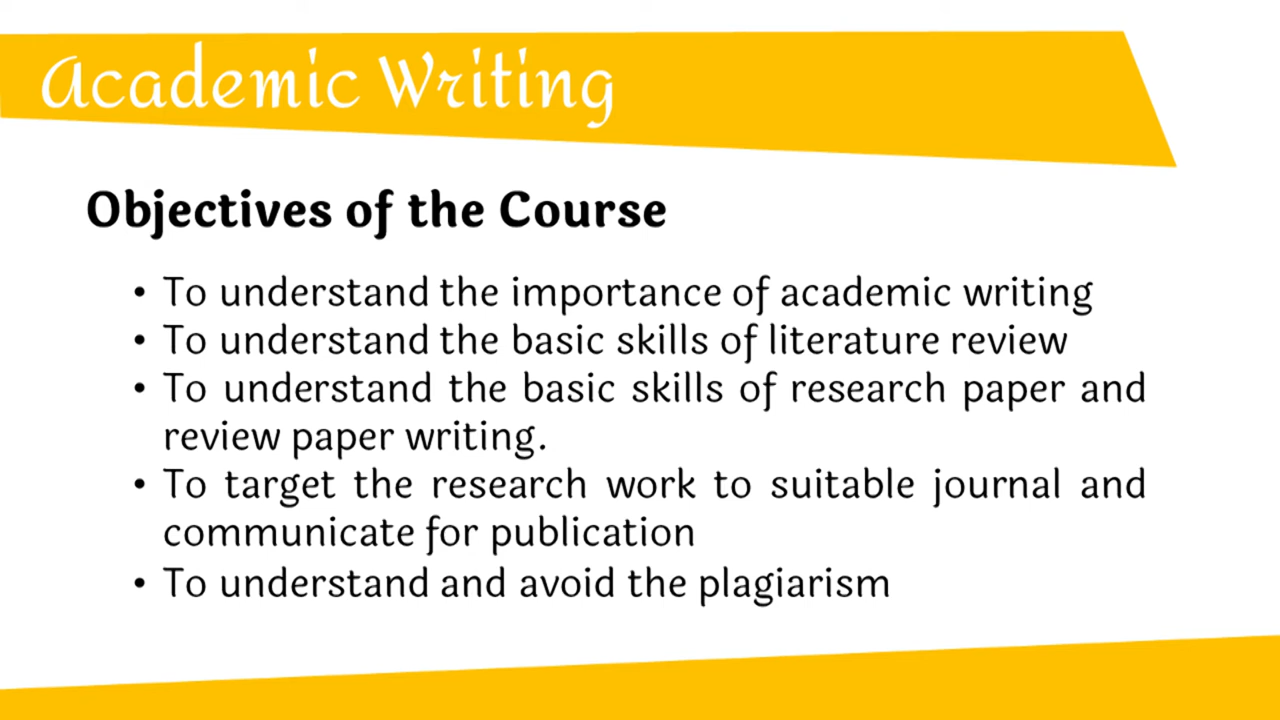 Academic Writing
Objectives of the Course
• To understand the importance of academic writing
• To understand the basic skills of literature review
• To understand the basic skills of research paper and
review paper writing.
• To target the research work to suitable journal and
communicate for publication
• To understand and avoid the plagiarism